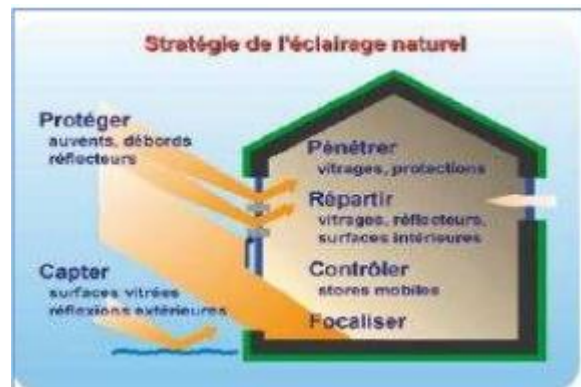 Stratégie de l'éclairage naturel
Protéger
auvents, débords
réflecteurs
Capter
surfaces vitrées
réflexions extérieures
Pénétrer
vitrages, protections
Répartir
vitrages, réflecteurs,
surfaces intérieures
Contrôler
stores mobiles
Focaliser